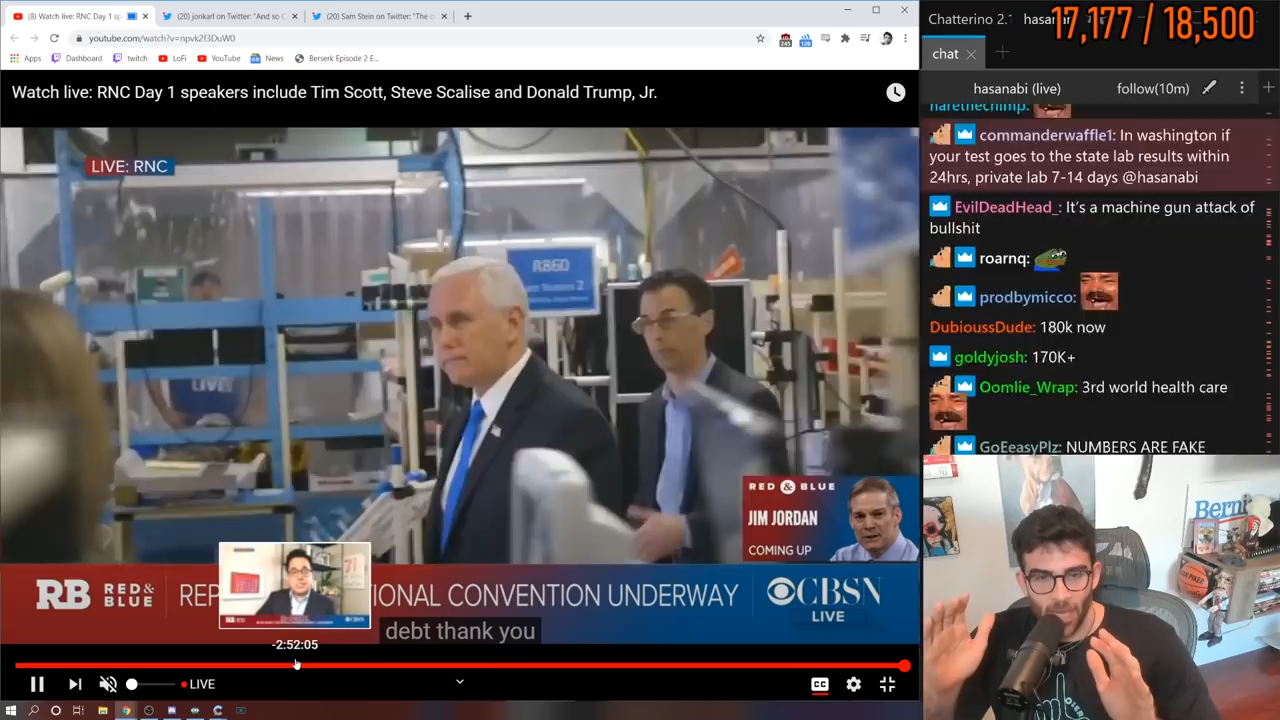 (8) Watch live: RNC Day 1 sp
(20) jonkarl on Twitter: "And so C
(20) Sam Stein on Twitter: "The c
youtube.com/watch?v=npvk2f3DuW0
Apps
Dashboard
twitch
LoFi
YouTube
News
Berserk Episode 2 E...
Watch live: RNC Day 1 speakers include Tim Scott, Steve Scalise and Donald Trump, Jr.
LIVE: RNC
R860
RED & BLUE
JIM JORDAN
COMING UP
RB RED& BLUE
REP
IONAL CONVENTION UNDERWAY
CBSN
LIVE
debt thank you
-2:52:05
LIVE
Chatterino 2.
hasana
17,177 / 18,500
chat
hasanabi (live)
follow(10m)
harethechimp:
commanderwaffle1: In washington if
your test goes to the state lab results within
24hrs, private lab 7-14 days @hasanabi
EvilDeadHead_: It's a machine gun attack of
bullshit
roarnq:
prodbymicco:
DubioussDude: 180k now
goldyjosh: 170K+
Oomlie_Wrap: 3rd world health care
GoEeasyPlz: NUMBERS ARE FAKE
Bern